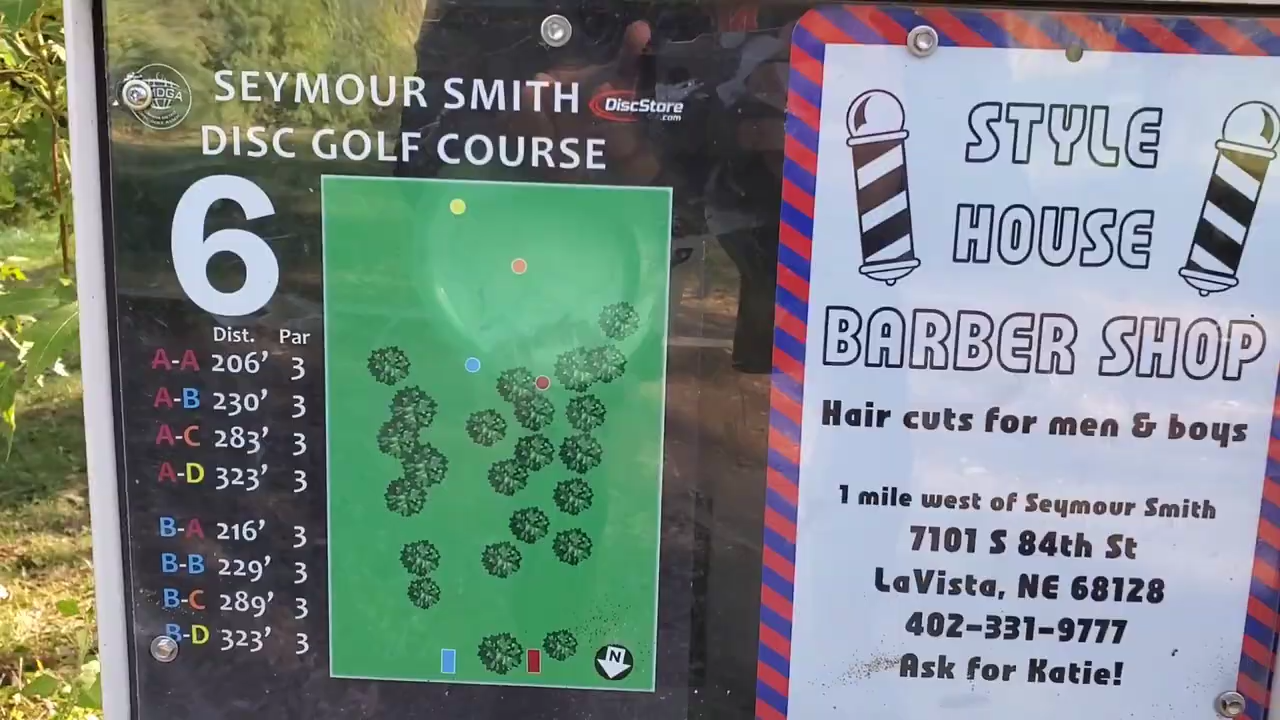 SEYMOUR SMITH
DISC GOLF COURSE
DiscStore
.com
6
Dist. Par
A-A 206' 3
A-B 230' 3
A-C 283' 3
A-D 323' 3
B-A 216' 3
B-B 229' 3
B-C 289' 3
B-D 323' 3
N
STYLE
HOUSE
BARBER SHOP
Hair cuts for men & boys
1 mile west of Seymour Smith
7101 S 84th St
LaVista, NE 68128
402-331-9777
Ask for Katie!